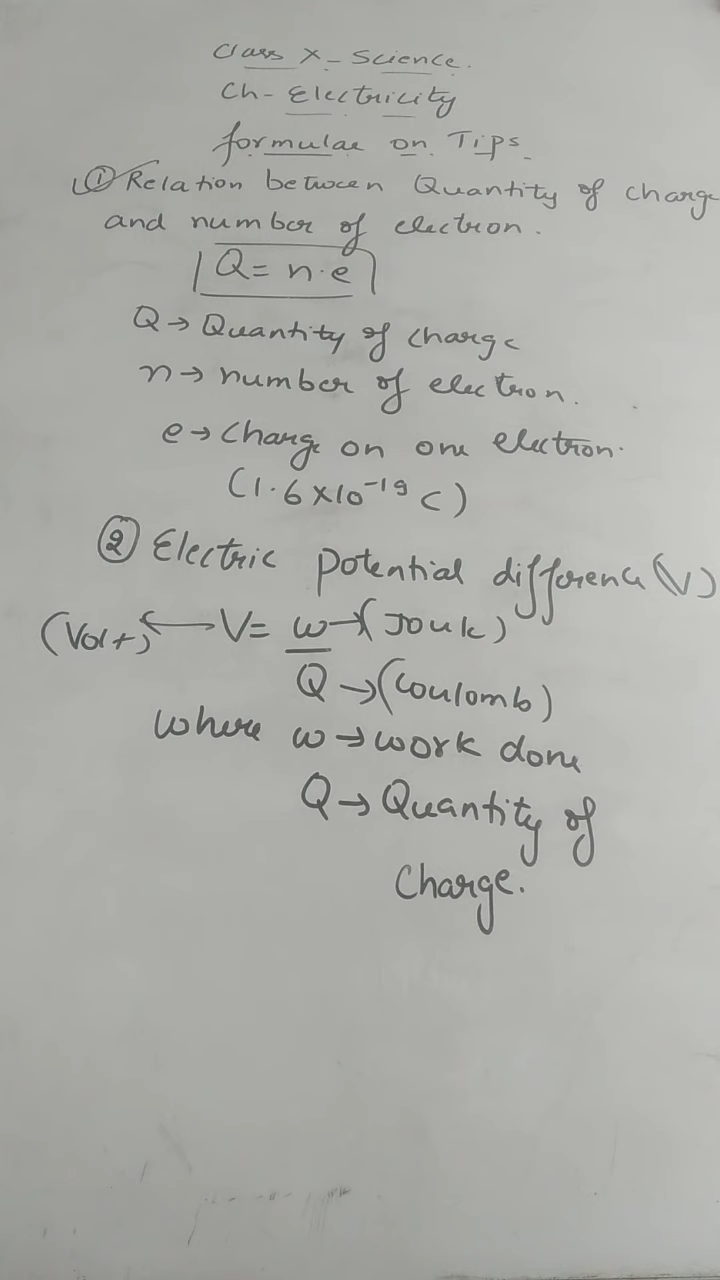 Class X - Science.
Ch- Electricity
formulae on Tips
① Relation between Quantity of charge
and number of electron.
Q = n.e
Q → Quantity of charge
n → number of electron.
e → Charge on one electron.
(1.6 × 10⁻¹⁹ C)
② Electric potential difference (V)
(Volt) ← V = w → (Joule)
Q → (Coulomb)
where w → work done
Q → Quantity of
Charge.